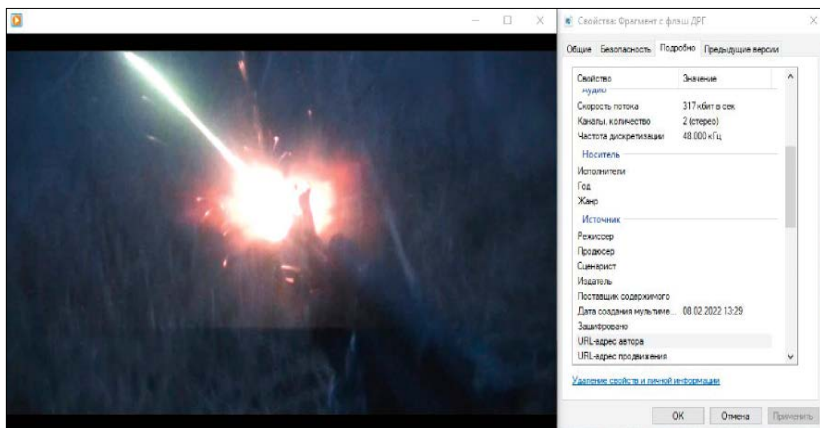 Свойства: Фрагмент с флэш ДРГ
Общие Безопасность Подробно Предыдущие версии
Свойство Значение
Аудио
Скорость потока 317 кбит в сек
Каналы, количество 2 (стерео)
Частота дискретизации 48.000 кГц
Носитель
Исполнители
Год
Жанр
Источник
Режиссер
Продюсер
Сценарист
Издатель
Поставщик содержимого
Дата создания мультиме... 08.02.2022 13:29
Зашифровано
URL-адрес автора
URL-адрес продвижения
Удаление свойств и личной информации
ОК Отмена Применить